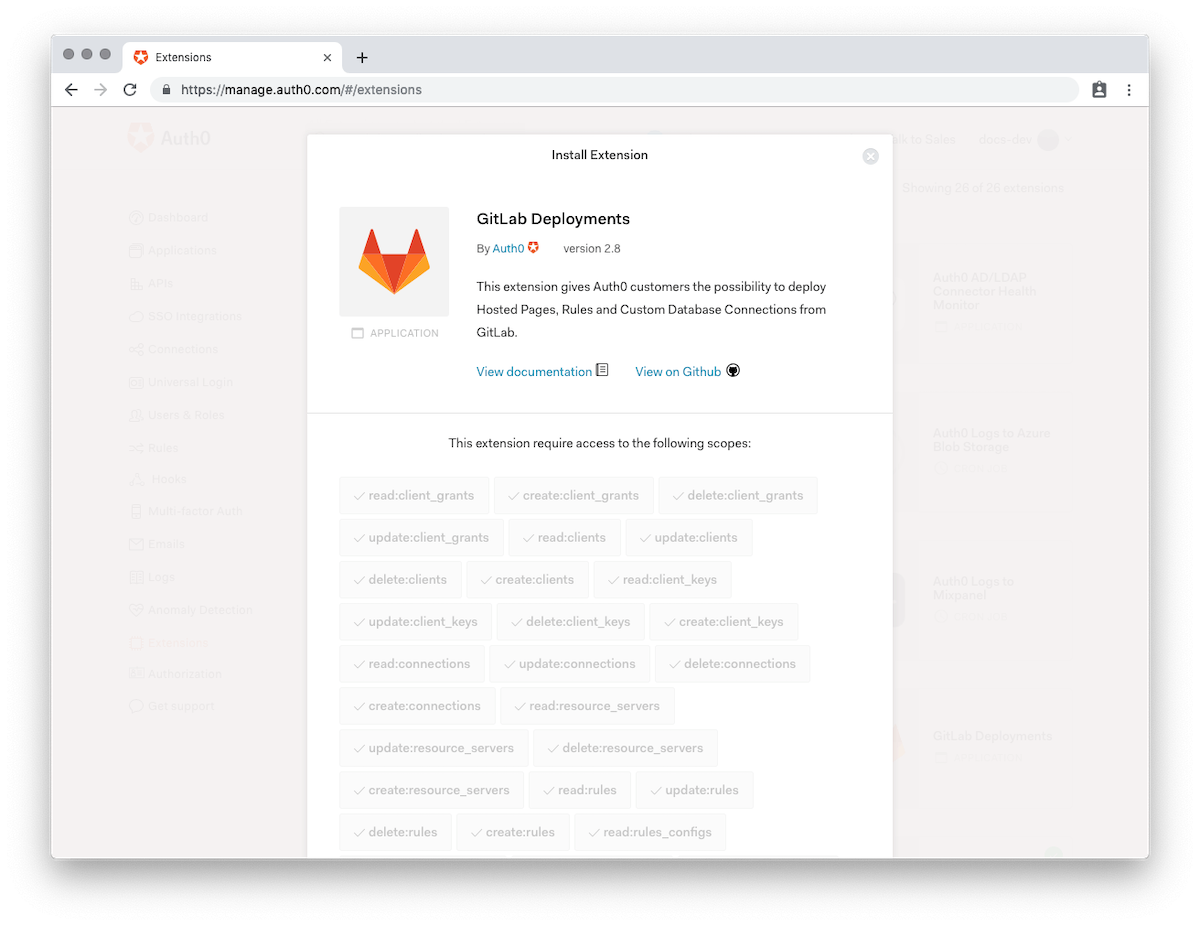 Extensions
https://manage.auth0.com/#/extensions
Auth0
Talk to Sales docs-dev
Install Extension
Showing 26 of 26 extensions
Dashboard
Applications
APIs
SSO Integrations
Connections
Universal Login
Users & Roles
Rules
Hooks
Multi-factor Auth
Emails
Logs
Anomaly Detection
Extensions
Authorization
Get support
GitLab Deployments
By Auth0 version 2.8
This extension gives Auth0 customers the possibility to deploy
Hosted Pages, Rules and Custom Database Connections from
GitLab.
APPLICATION
View documentation View on Github
This extension require access to the following scopes:
read:client_grants create:client_grants delete:client_grants
update:client_grants read:clients update:clients
delete:clients create:clients read:client_keys
update:client_keys delete:client_keys create:client_keys
read:connections update:connections delete:connections
create:connections read:resource_servers
update:resource_servers delete:resource_servers
create:resource_servers read:rules update:rules
delete:rules create:rules read:rules_configs
Auth0 AD/LDAP
Connector Health
Monitor
APPLICATION
Auth0 Logs to Azure
Blob Storage
Auth0 Logs to
Mixpanel
GitLab Deployments
APPLICATION